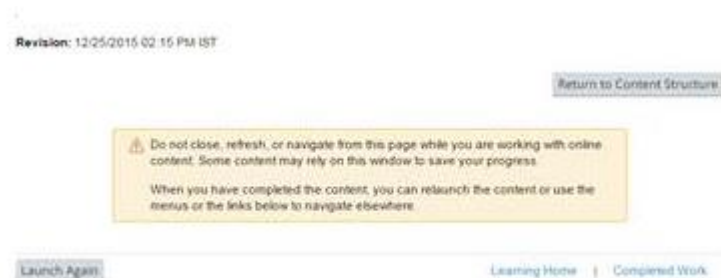 Revision: 12/25/2015 02:15 PM IST
Return to Content Structure
Do not close, refresh, or navigate from this page while you are working with online
content. Some content may rely on this window to save your progress.
When you have completed the content, you can relaunch the content or use the
menus or the links below to navigate elsewhere.
Launch Again
Learning Home | Completed Work